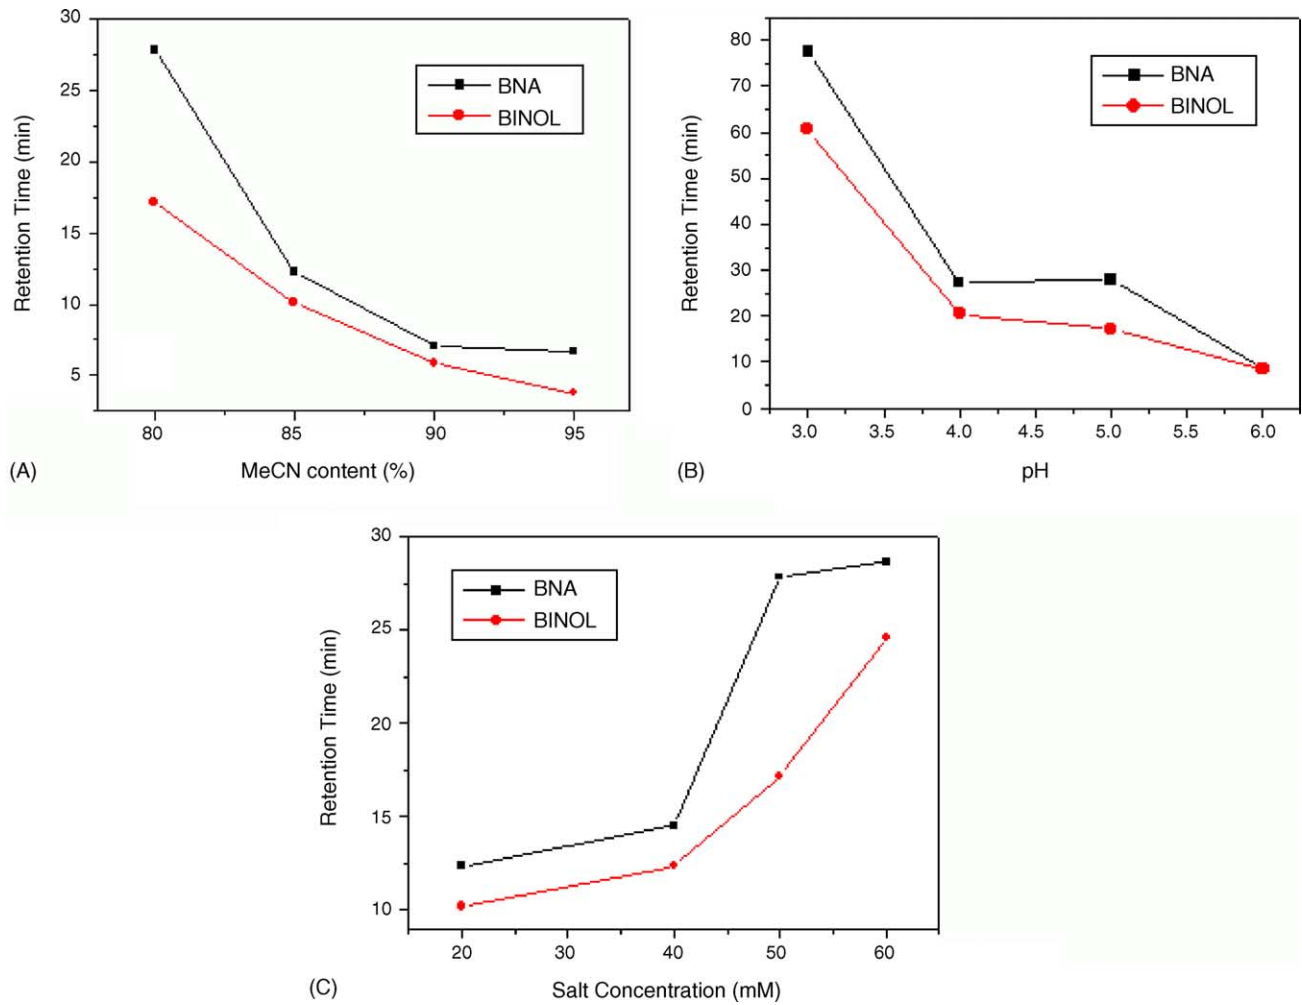 30
25
20
15
10
5
Retention Time (min)
BNA
BINOL
80
85
90
95
(A)
MeCN content (%)
80
70
60
50
40
30
20
10
0
Retention Time (min)
BNA
BINOL
3.0
3.5
4.0
4.5
5.0
5.5
6.0
(B)
pH
30
25
20
15
10
Retention Time (min)
BNA
BINOL
20
30
40
50
60
(C)
Salt Concentration (mM)